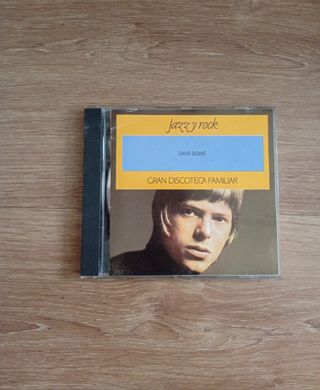 Jazz y rock
DAVID BOWIE
GRAN DISCOTECA FAMILIAR